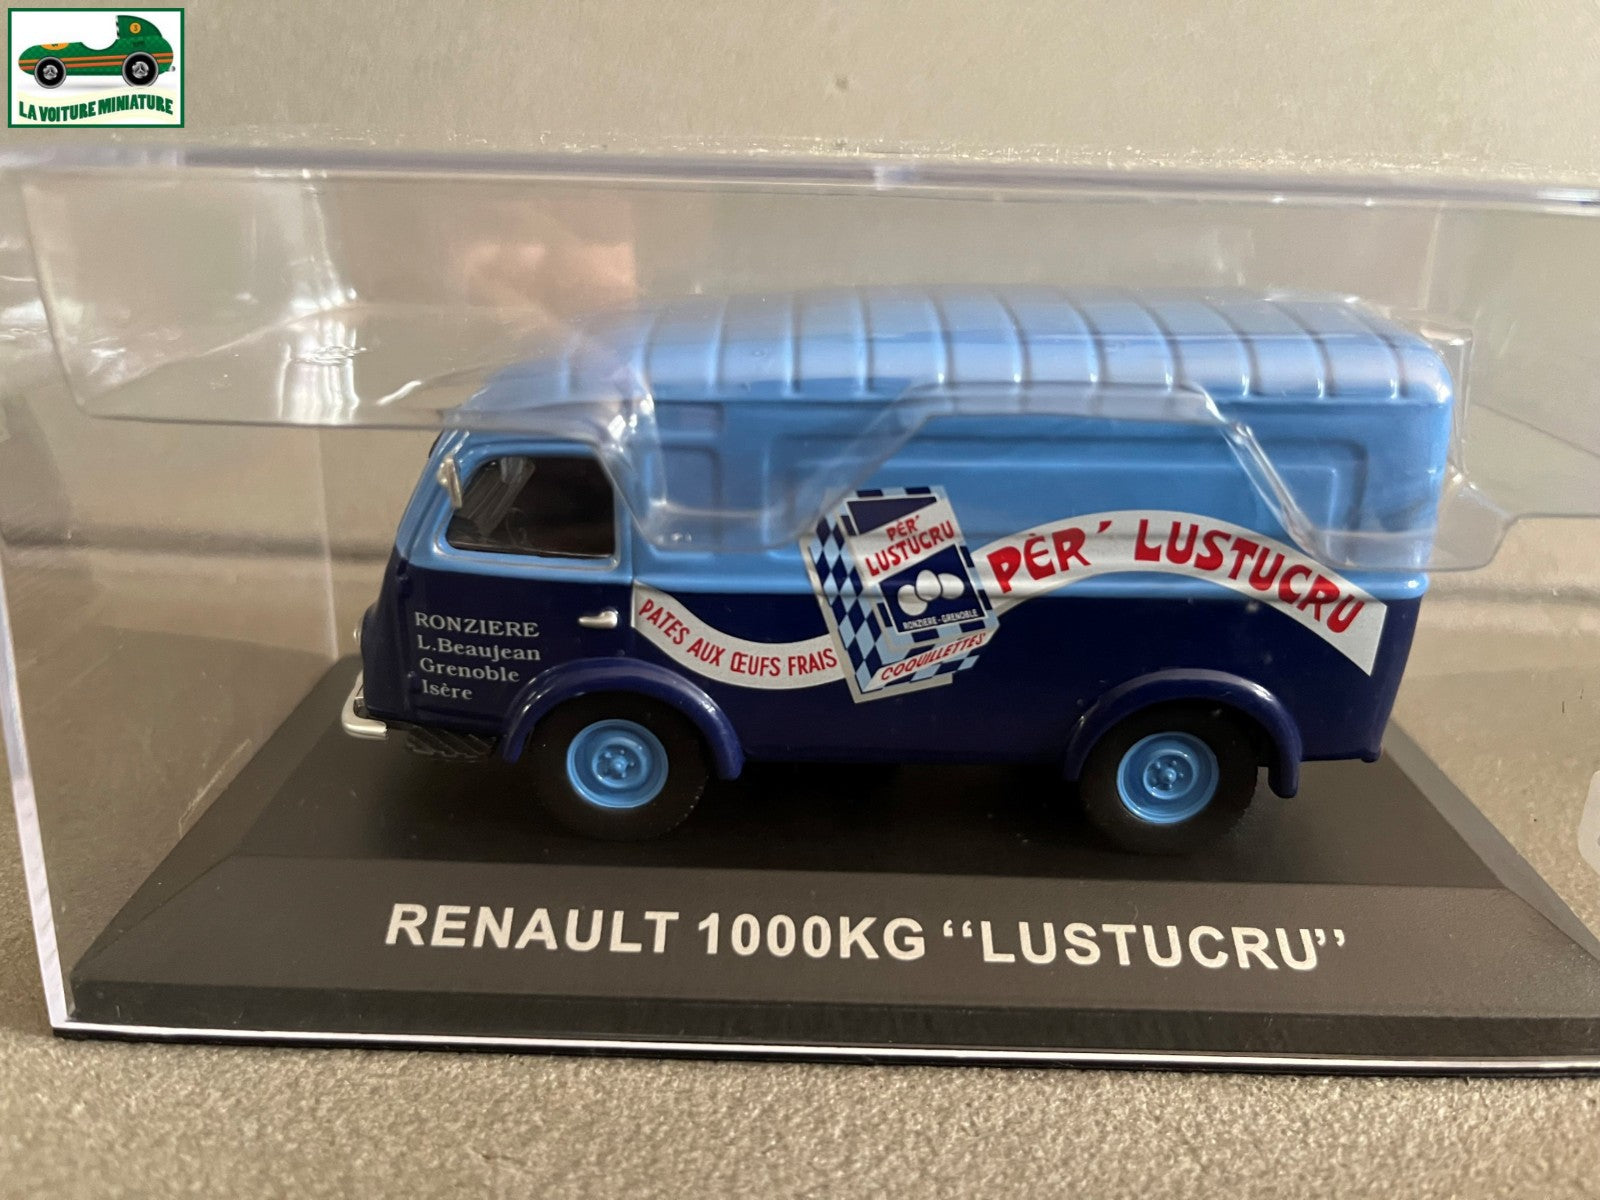 LA VOITURE MINIATURE
RONZIERE
L.Beaujean
Grenoble
Isère
PATES AUX ŒUFS FRAIS
PÈR'
LUSTUCRU
RONZIERE-GRENOBLE
COQUILLETTES
PÈR' LUSTUCRU
RENAULT 1000KG “LUSTUCRU”